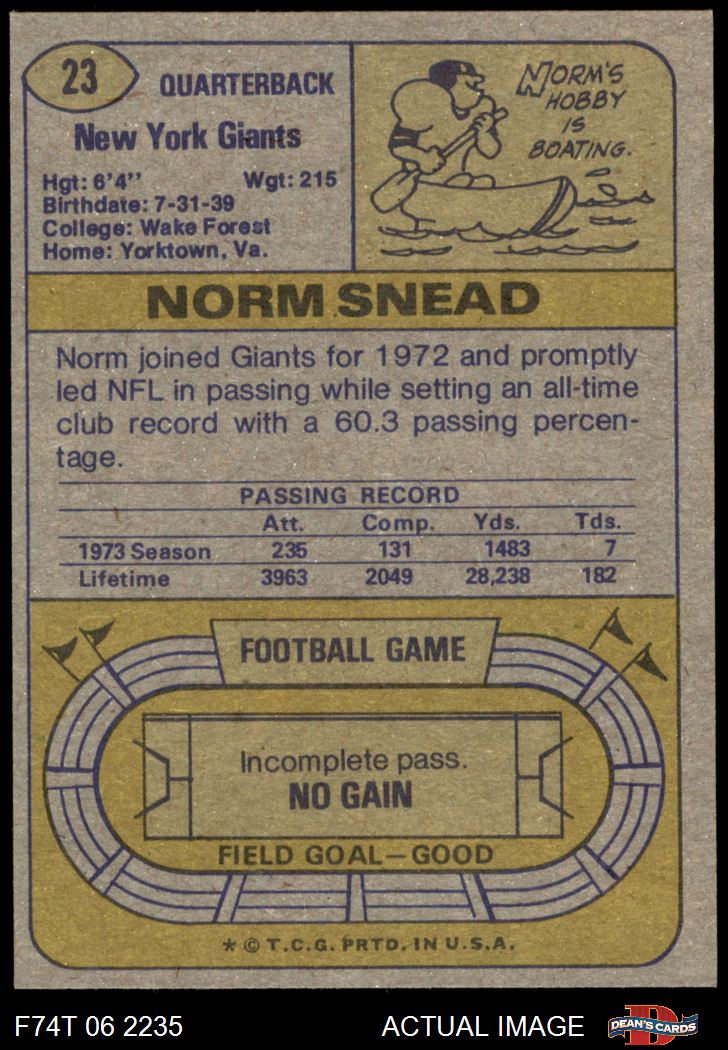 23
QUARTERBACK
New York Giants
Hgt: 6'4" Wgt: 215
Birthdate: 7-31-39
College: Wake Forest
Home: Yorktown, Va.
NORM'S
HOBBY
IS
BOATING.
NORM SNEAD
Norm joined Giants for 1972 and promptly
led NFL in passing while setting an all-time
club record with a 60.3 passing percen-
tage.
PASSING RECORD
Att. Comp. Yds. Tds.
1973 Season 235 131 1483 7
Lifetime 3963 2049 28,238 182
FOOTBALL GAME
Incomplete pass.
NO GAIN
FIELD GOAL—GOOD
* © T.C.G. PRTD. IN U.S.A.
F74T 06 2235 ACTUAL IMAGE
D
DEAN'S CARDS